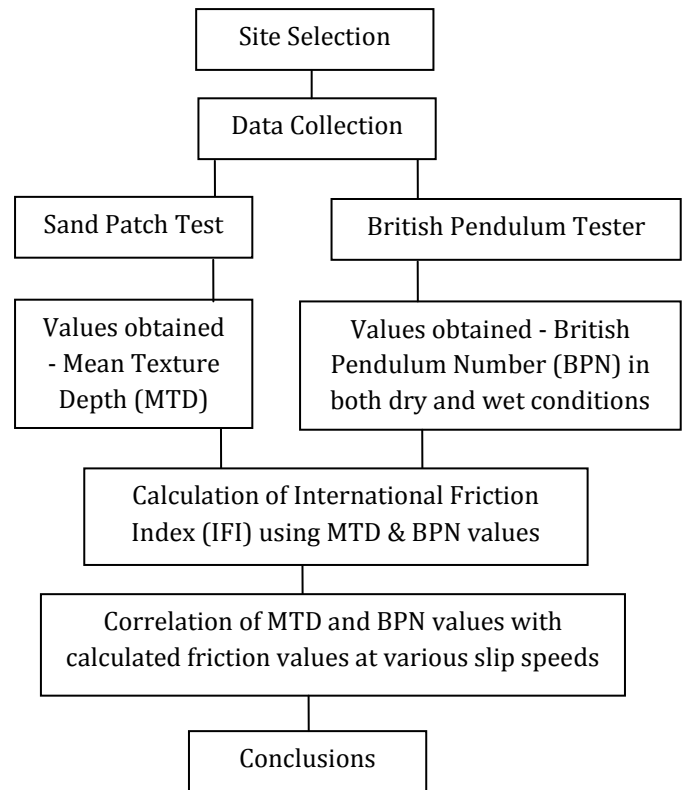 Site Selection
Data Collection
Sand Patch Test
British Pendulum Tester
Values obtained
- Mean Texture
Depth (MTD)
Values obtained - British
Pendulum Number (BPN) in
both dry and wet conditions
Calculation of International Friction
Index (IFI) using MTD & BPN values
Correlation of MTD and BPN values with
calculated friction values at various slip speeds
Conclusions